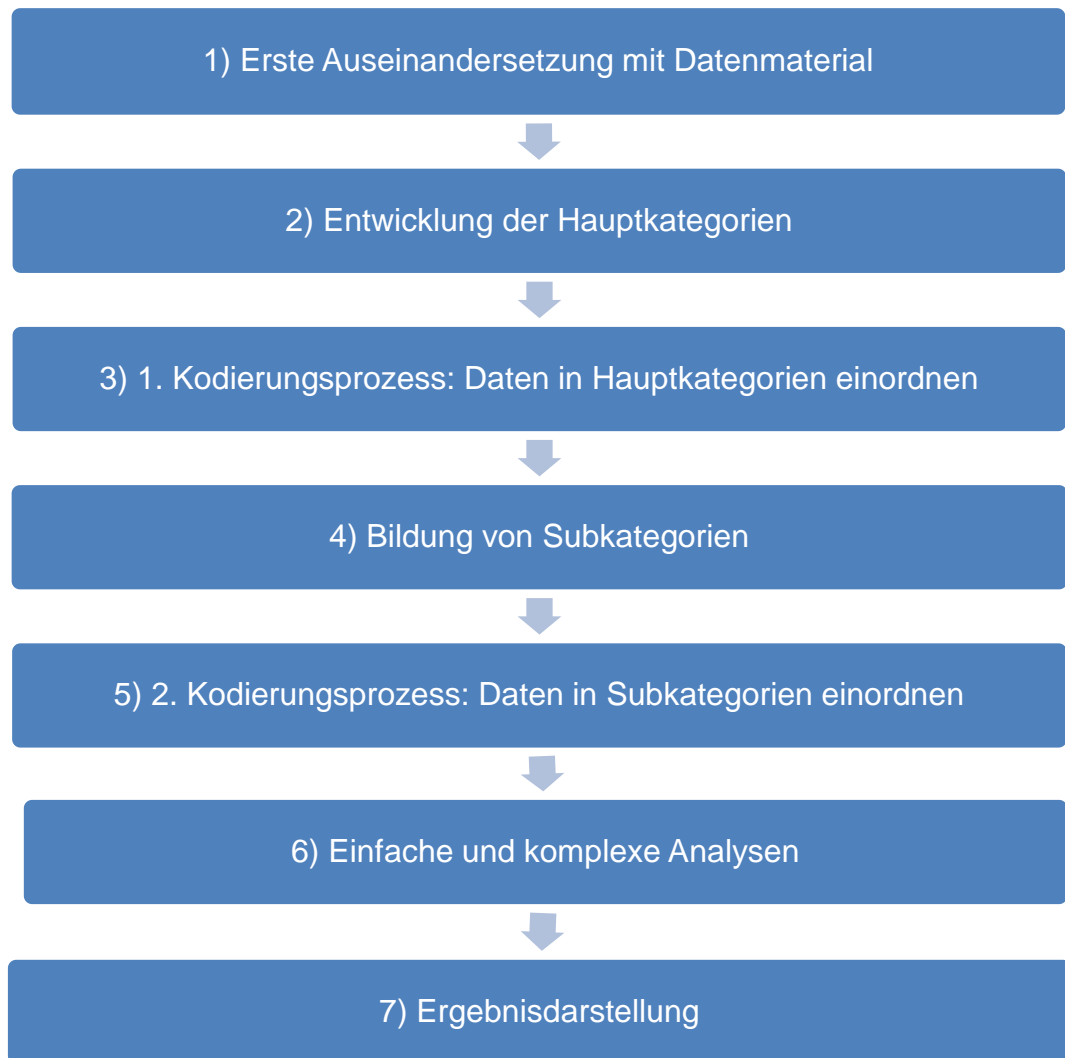 1) Erste Auseinandersetzung mit Datenmaterial
2) Entwicklung der Hauptkategorien
3) 1. Kodierungsprozess: Daten in Hauptkategorien einordnen
4) Bildung von Subkategorien
5) 2. Kodierungsprozess: Daten in Subkategorien einordnen
6) Einfache und komplexe Analysen
7) Ergebnisdarstellung